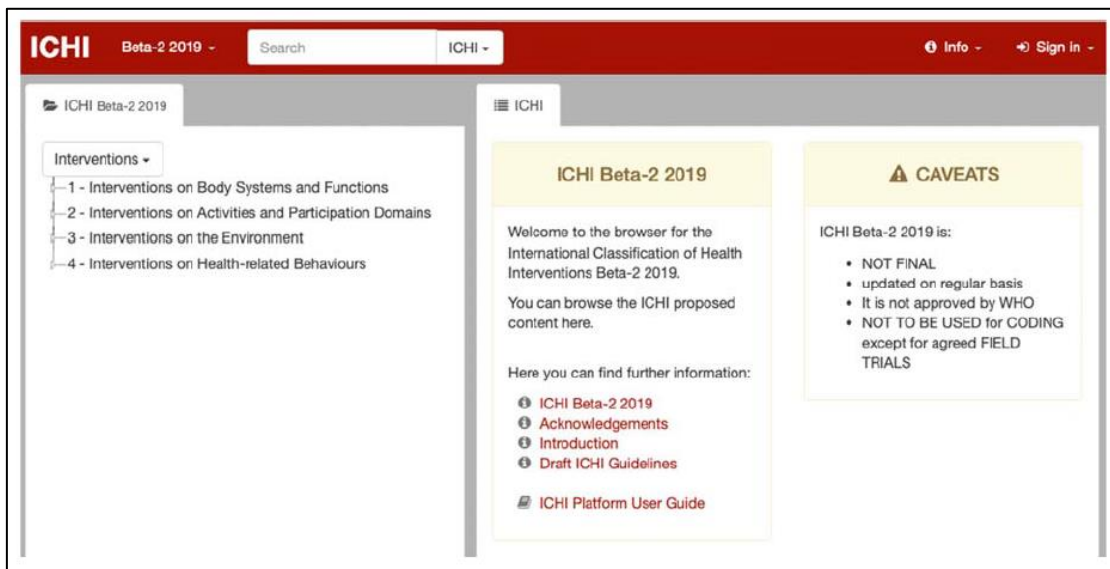 ICHI Beta-2 2019 Search ICHI Info Sign in
ICHI Beta-2 2019
Interventions
1 - Interventions on Body Systems and Functions
2 - Interventions on Activities and Participation Domains
3 - Interventions on the Environment
4 - Interventions on Health-related Behaviours
ICHI
ICHI Beta-2 2019
Welcome to the browser for the
International Classification of Health
Interventions Beta-2 2019.
You can browse the ICHI proposed
content here.
Here you can find further information:
ICHI Beta-2 2019
Acknowledgements
Introduction
Draft ICHI Guidelines
ICHI Platform User Guide
CAVEATS
ICHI Beta-2 2019 is:
• NOT FINAL
• updated on regular basis
• It is not approved by WHO
• NOT TO BE USED for CODING
except for agreed FIELD
TRIALS